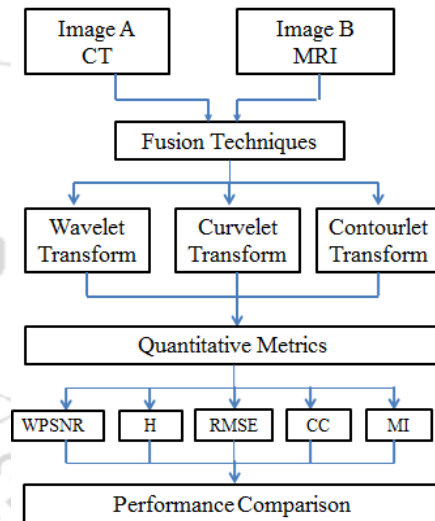 Image A
CT
Image B
MRI
Fusion Techniques
Wavelet
Transform
Curvelet
Transform
Contourlet
Transform
Quantitative Metrics
WPSNR
H
RMSE
CC
MI
Performance Comparison